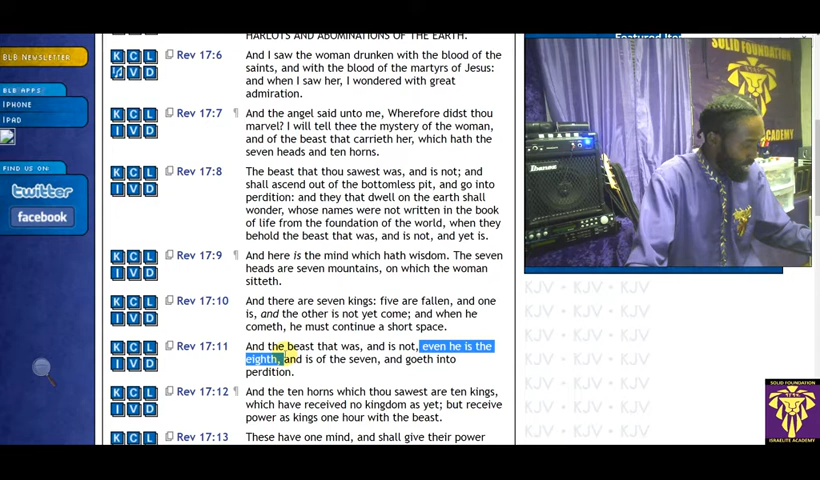 HARLOTS AND ABOMINATIONS OF THE EARTH.
BLB NEWSLETTER
BLB APPS
IPHONE
IPAD
FIND US ON:
twitter
facebook
K C L
Rev 17:6
And I saw the woman drunken with the blood of the
saints, and with the blood of the martyrs of Jesus:
and when I saw her, I wondered with great
admiration.
V D
K C L
Rev 17:7
¶
And the angel said unto me, Wherefore didst thou
marvel? I will tell thee the mystery of the woman,
and of the beast that carrieth her, which hath the
seven heads and ten horns.
I V D
K C L
Rev 17:8
The beast that thou sawest was, and is not; and
shall ascend out of the bottomless pit, and go into
perdition: and they that dwell on the earth shall
wonder, whose names were not written in the book
of life from the foundation of the world, when they
behold the beast that was, and is not, and yet is.
I V D
K C L
Rev 17:9
¶
And here is the mind which hath wisdom. The seven
heads are seven mountains, on which the woman
sitteth.
I V D
K C L
Rev 17:10
And there are seven kings: five are fallen, and one
is, and the other is not yet come; and when he
cometh, he must continue a short space.
I V D
K C L
Rev 17:11
And the beast that was, and is not, even he is the
eighth, and is of the seven, and goeth into
perdition.
I V D
K C L
Rev 17:12
¶
And the ten horns which thou sawest are ten kings,
which have received no kingdom as yet; but receive
power as kings one hour with the beast.
I V D
K C L
Rev 17:13
These have one mind, and shall give their power
SOLID FOUNDATION
ACADEMY
Ibanez
KJV + KJV + KJV + KJV
KJV + KJV + KJV + KJV
SOLID FOUNDATION
ISRAELITE ACADEMY